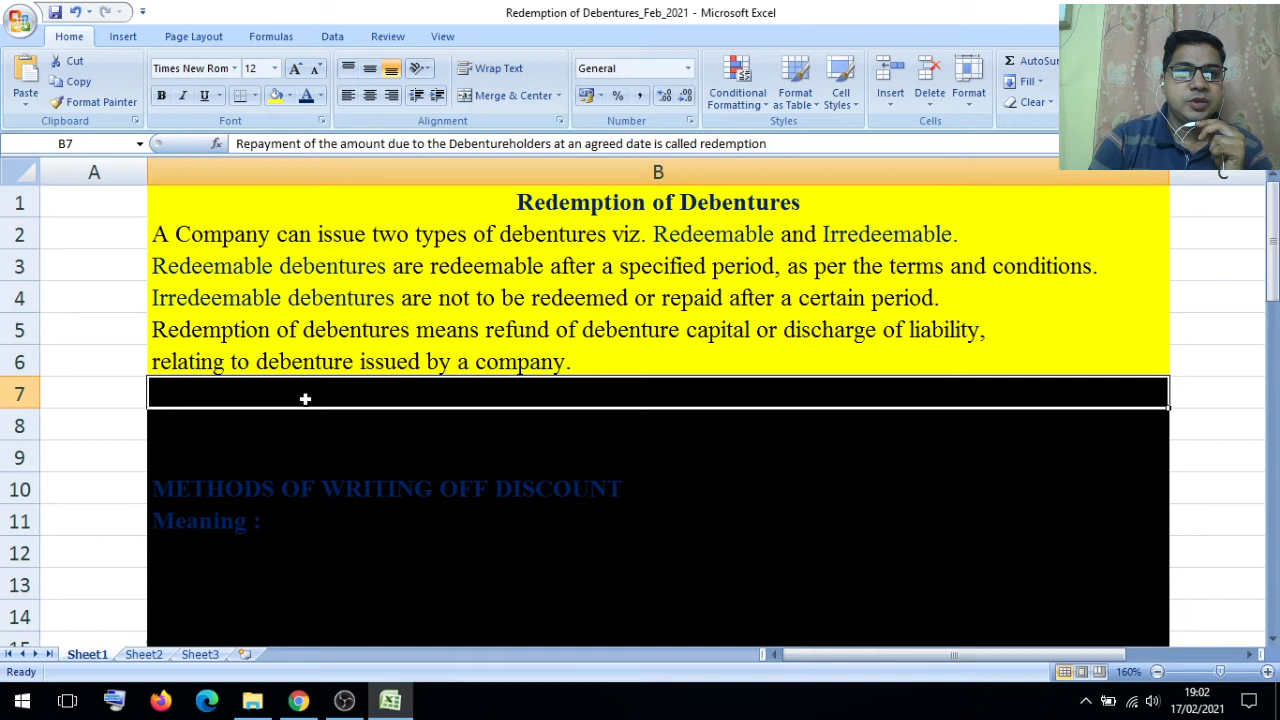 Redemption of Debentures_Feb_2021 - Microsoft Excel
Home Insert Page Layout Formulas Data Review View
Cut
Copy
Format Painter
Paste
Clipboard
Times New Rom 12
B I U A
Font
Wrap Text
Merge & Center
Alignment
General
% ,
Number
Conditional Formatting
Format as Table
Cell Styles
Styles
Insert Delete Format
Cells
Σ AutoSum
Fill
Clear
B7 fx Repayment of the amount due to the Debentureholders at an agreed date is called redemption
A B C
1 Redemption of Debentures
2 A Company can issue two types of debentures viz. Redeemable and Irredeemable.
3 Redeemable debentures are redeemable after a specified period, as per the terms and conditions.
4 Irredeemable debentures are not to be redeemed or repaid after a certain period.
5 Redemption of debentures means refund of debenture capital or discharge of liability,
6 relating to debenture issued by a company.
7
8
9
10 METHODS OF WRITING OFF DISCOUNT
11 Meaning :
12
13
14
15
Sheet1 Sheet2 Sheet3
Ready 160%
19:02
17/02/2021